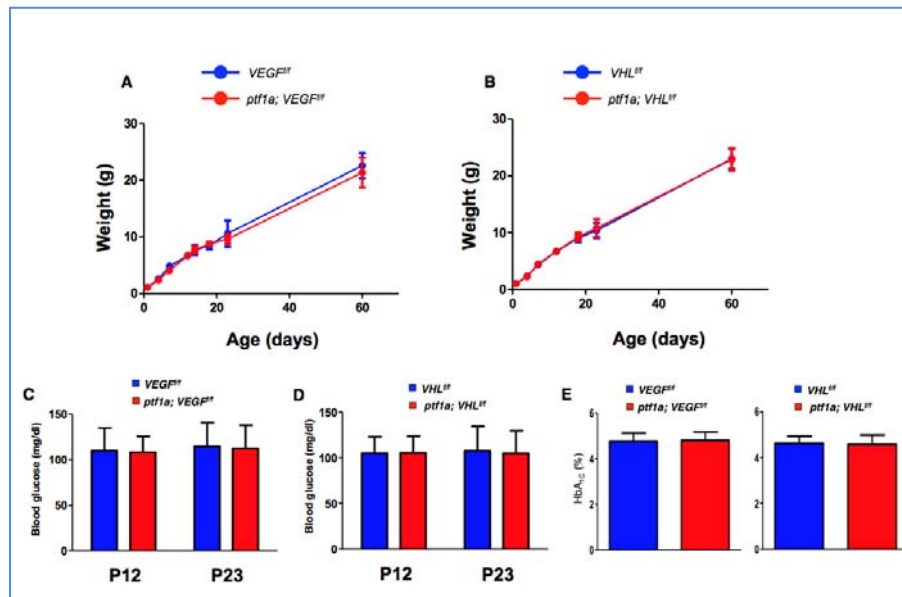 A
VEGF^f/f
ptf1a; VEGF^f/f
30
20
10
0
0 20 40 60
Weight (g)
Age (days)
B
VHL^f/f
ptf1a; VHL^f/f
30
20
10
0
0 20 40 60
Weight (g)
Age (days)
C
VEGF^f/f
ptf1a; VEGF^f/f
150
100
50
0
Blood glucose (mg/dl)
P12 P23
D
VHL^f/f
ptf1a; VHL^f/f
150
100
50
0
Blood glucose (mg/dl)
P12 P23
E
VEGF^f/f
ptf1a; VEGF^f/f
6
4
2
0
HbA1c (%)
VHL^f/f
ptf1a; VHL^f/f
6
4
2
0